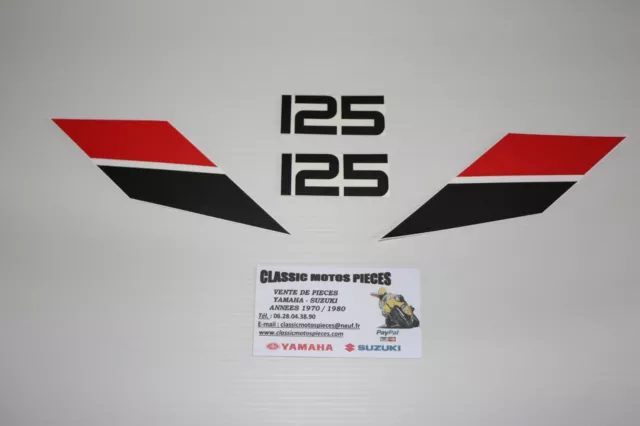 125
125
CLASSIC MOTOS PIECES
VENTE DE PIECES
YAMAHA - SUZUKI
ANNEES 1970 / 1980
Tél. : 06.28.04.38.90
E-mail : classicmotospieces@neuf.fr
www.classicmotospieces.com
PayPal
YAMAHA SUZUKI